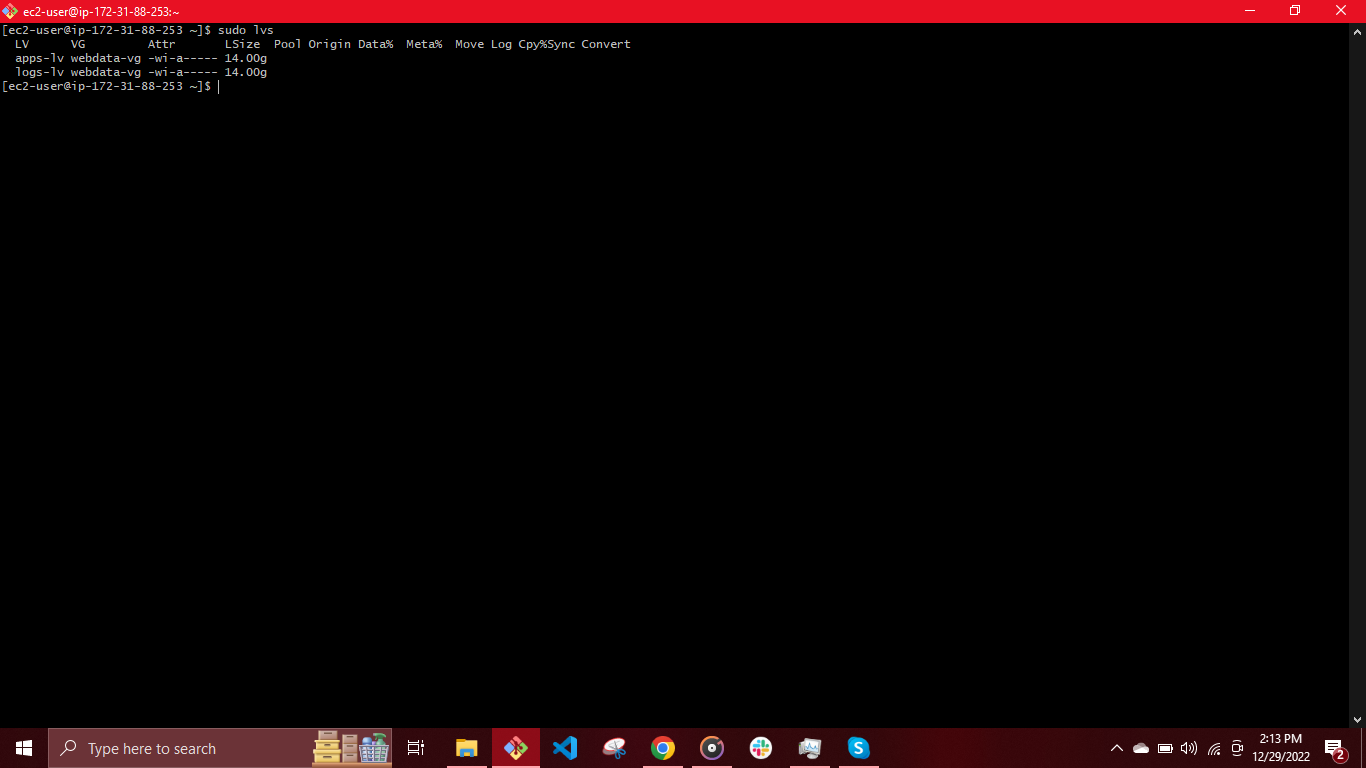 ec2-user@ip-172-31-88-253:~
[ec2-user@ip-172-31-88-253 ~]$ sudo lvs
  LV      VG         Attr       LSize  Pool Origin Data%  Meta%  Move Log Cpy%Sync Convert
  apps-lv webdata-vg -wi-a----- 14.00g
  logs-lv webdata-vg -wi-a----- 14.00g
[ec2-user@ip-172-31-88-253 ~]$
Type here to search
2:13 PM
12/29/2022
2